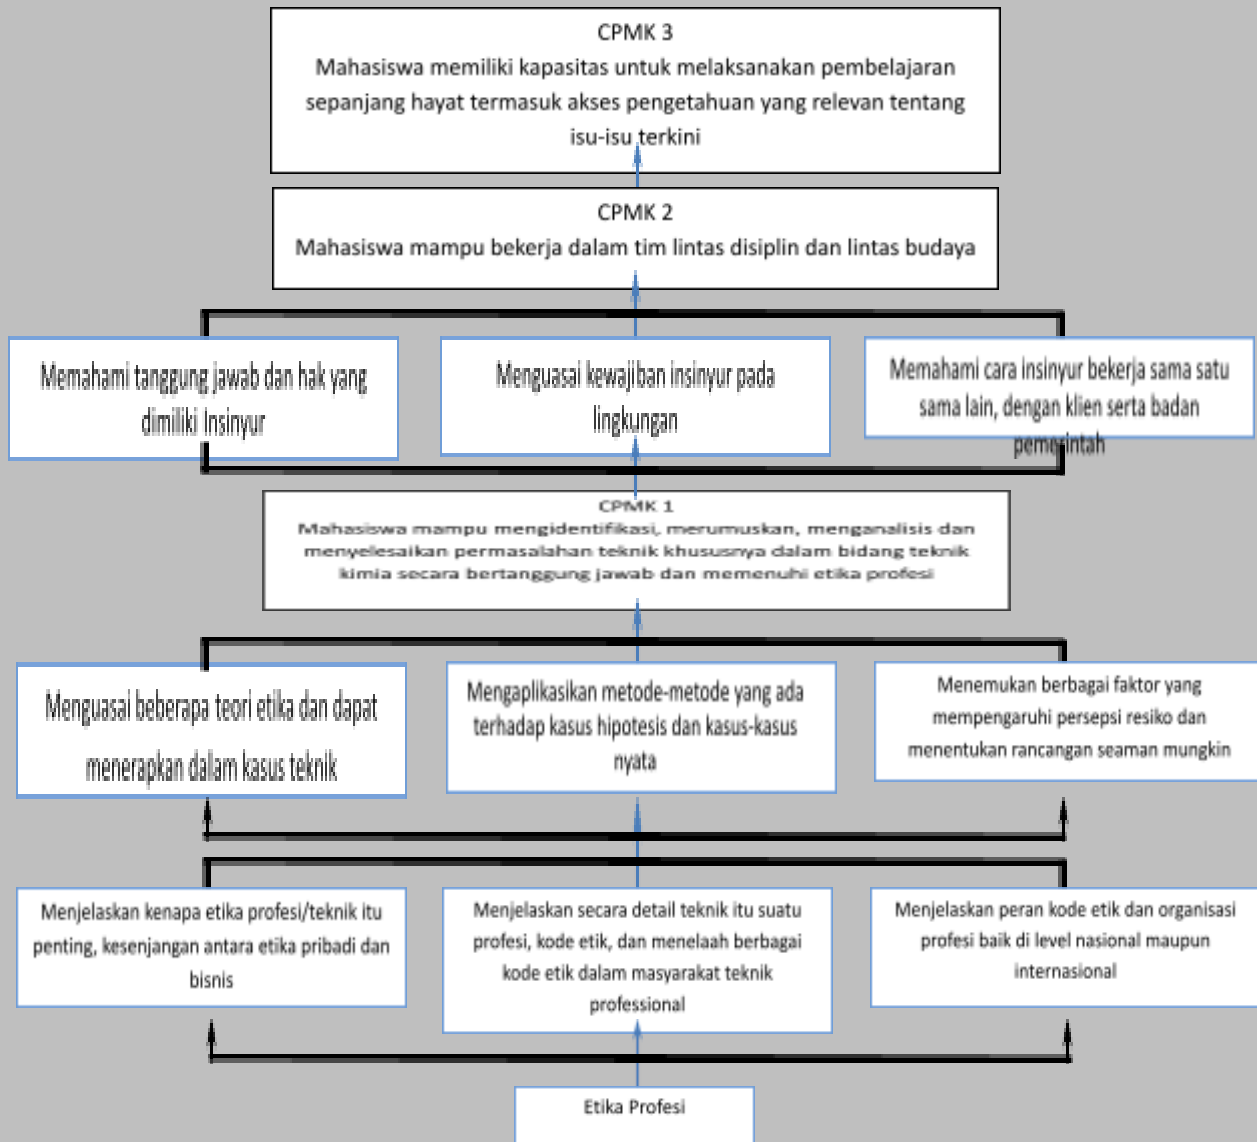 CPMK 3
Mahasiswa memiliki kapasitas untuk melaksanakan pembelajaran
sepanjang hayat termasuk akses pengetahuan yang relevan tentang
isu-isu terkini
CPMK 2
Mahasiswa mampu bekerja dalam tim lintas disiplin dan lintas budaya
Memahami tanggung jawab dan hak yang
dimiliki Insinyur
Menguasai kewajiban insinyur pada
lingkungan
Memahami cara insinyur bekerja sama satu
sama lain, dengan klien serta badan
pemerintah
CPMK 1
Mahasiswa mampu mengidentifikasi, merumuskan, menganalisis dan
menyelesaikan permasalahan teknik khususnya dalam bidang teknik
kimia secara bertanggung jawab dan memenuhi etika profesi
Menguasai beberapa teori etika dan dapat
menerapkan dalam kasus teknik
Mengaplikasikan metode-metode yang ada
terhadap kasus hipotesis dan kasus-kasus
nyata
Menemukan berbagai faktor yang
mempengaruhi persepsi resiko dan
menentukan rancangan seaman mungkin
Menjelaskan kenapa etika profesi/teknik itu
penting, kesenjangan antara etika pribadi dan
bisnis
Menjelaskan secara detail teknik itu suatu
profesi, kode etik, dan menelaah berbagai
kode etik dalam masyarakat teknik
professional
Menjelaskan peran kode etik dan organisasi
profesi baik di level nasional maupun
internasional
Etika Profesi